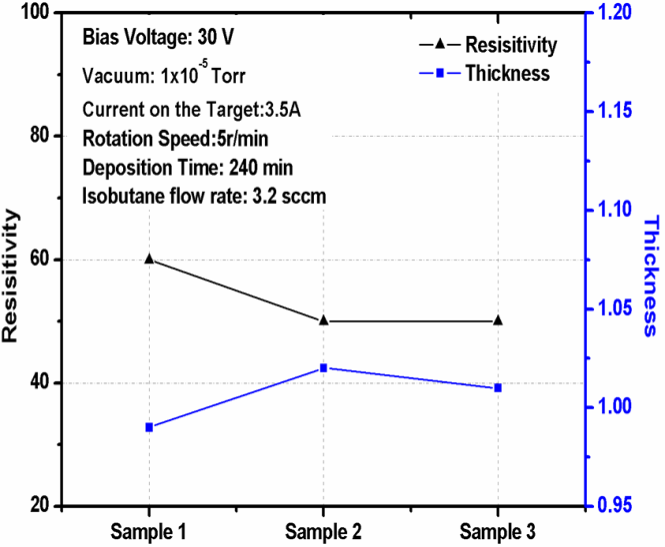 100
80
60
40
20
Resisitivity
Bias Voltage: 30 V
Vacuum: 1x10⁻⁵ Torr
Current on the Target:3.5A
Rotation Speed:5r/min
Deposition Time: 240 min
Isobutane flow rate: 3.2 sccm
Resisitivity
Thickness
1.20
1.15
1.10
1.05
1.00
0.95
Thickness
Sample 1
Sample 2
Sample 3